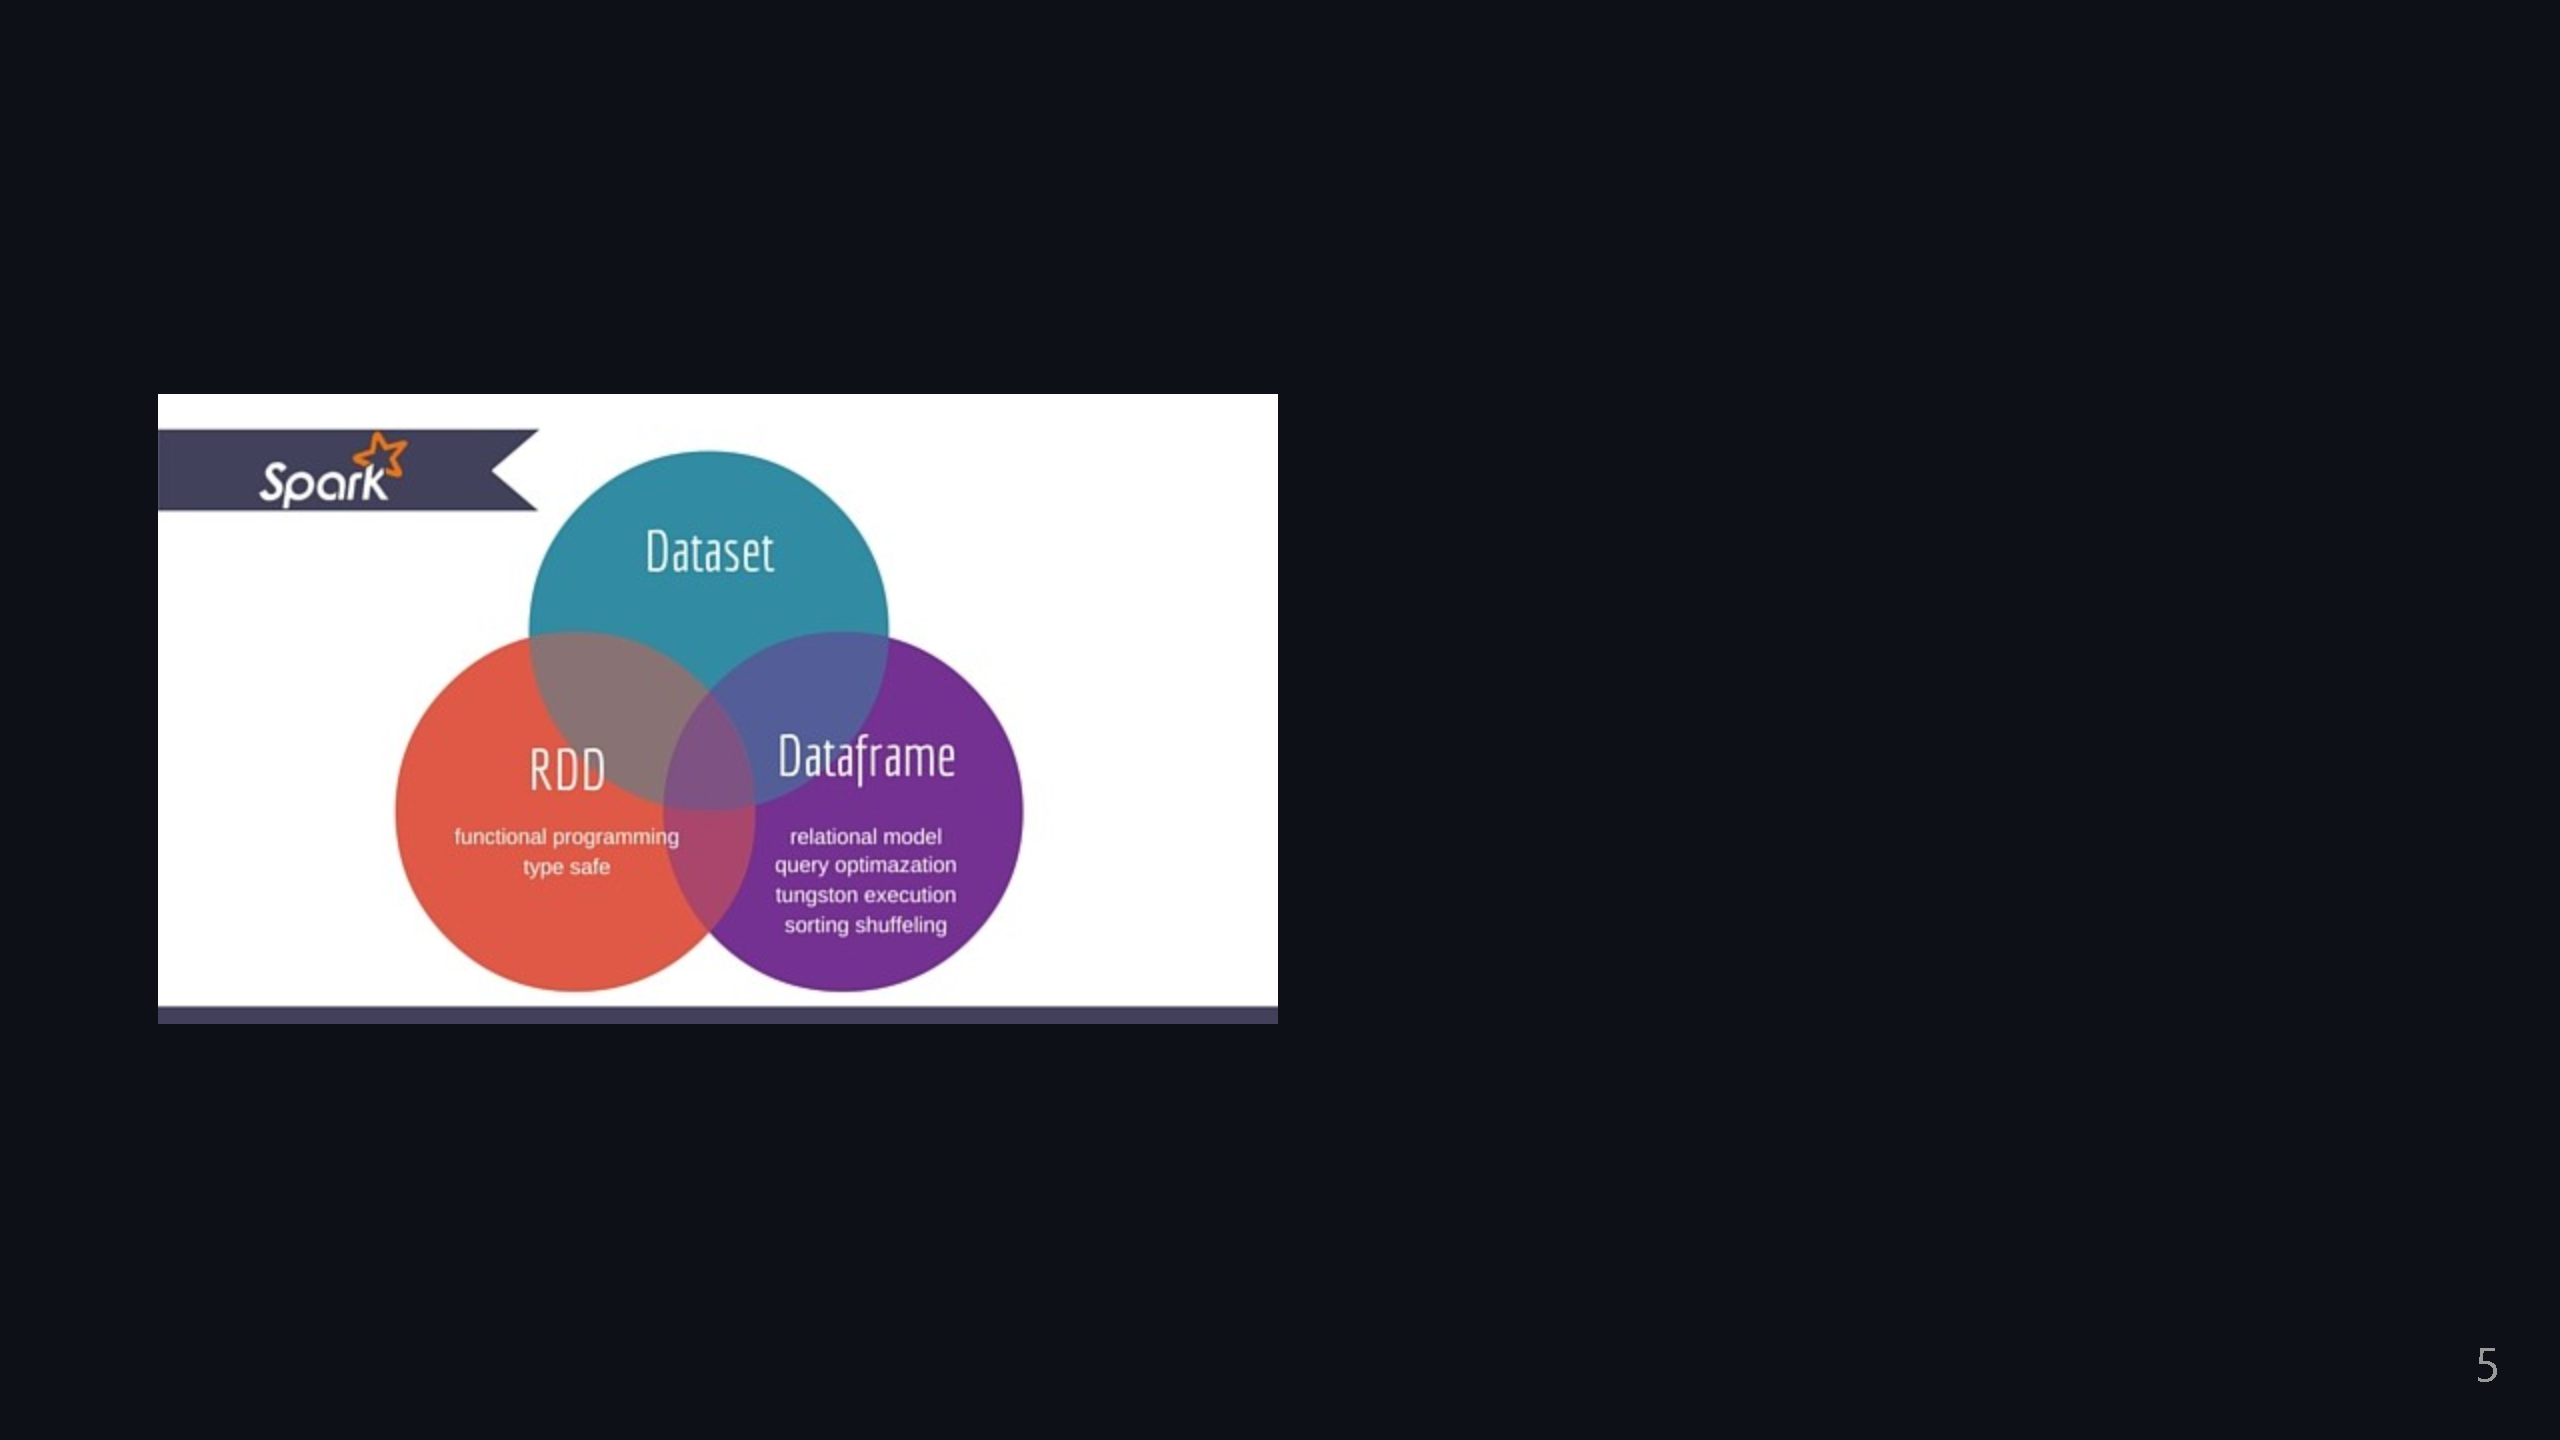 Spark
Dataset
RDD
functional programming
type safe
Dataframe
relational model
query optimazation
tungston execution
sorting shuffeling
5